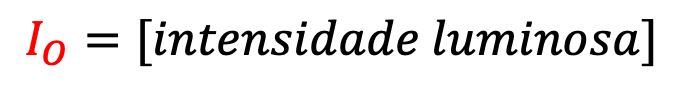 I_O = [intensidade luminosa]